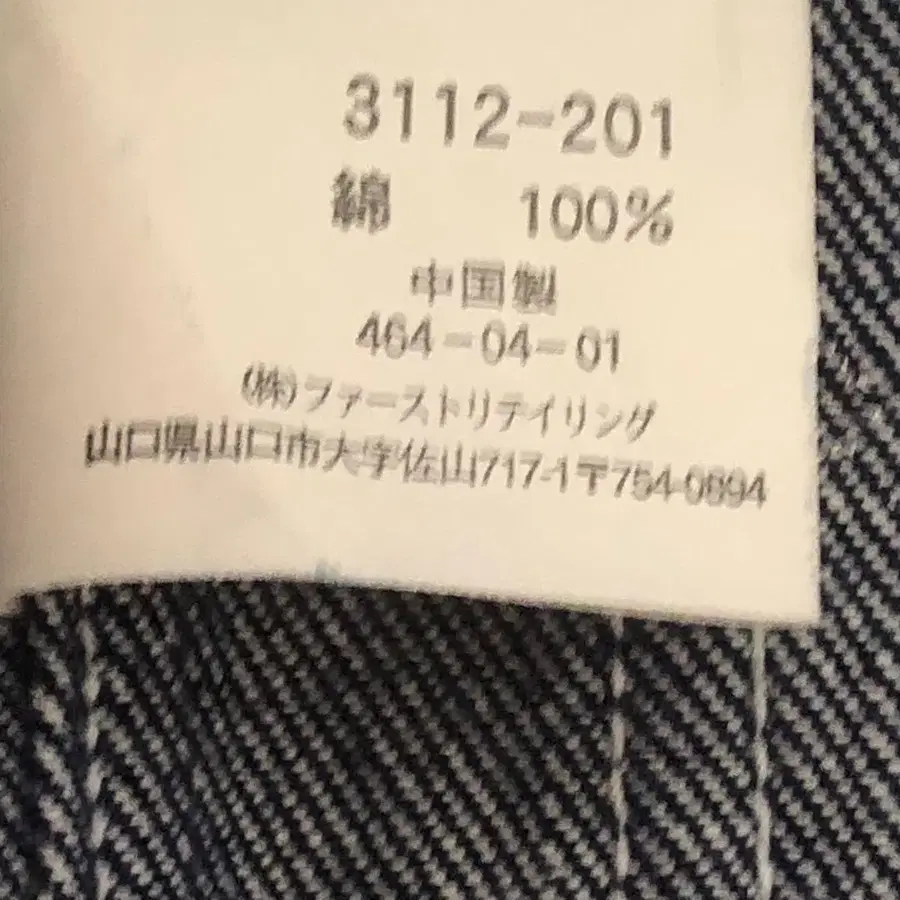 3112-201
綿 100%
中国製
464-04-01
(株)ファーストリテイリング
山口県山口市大字佐山717-1〒754-0894